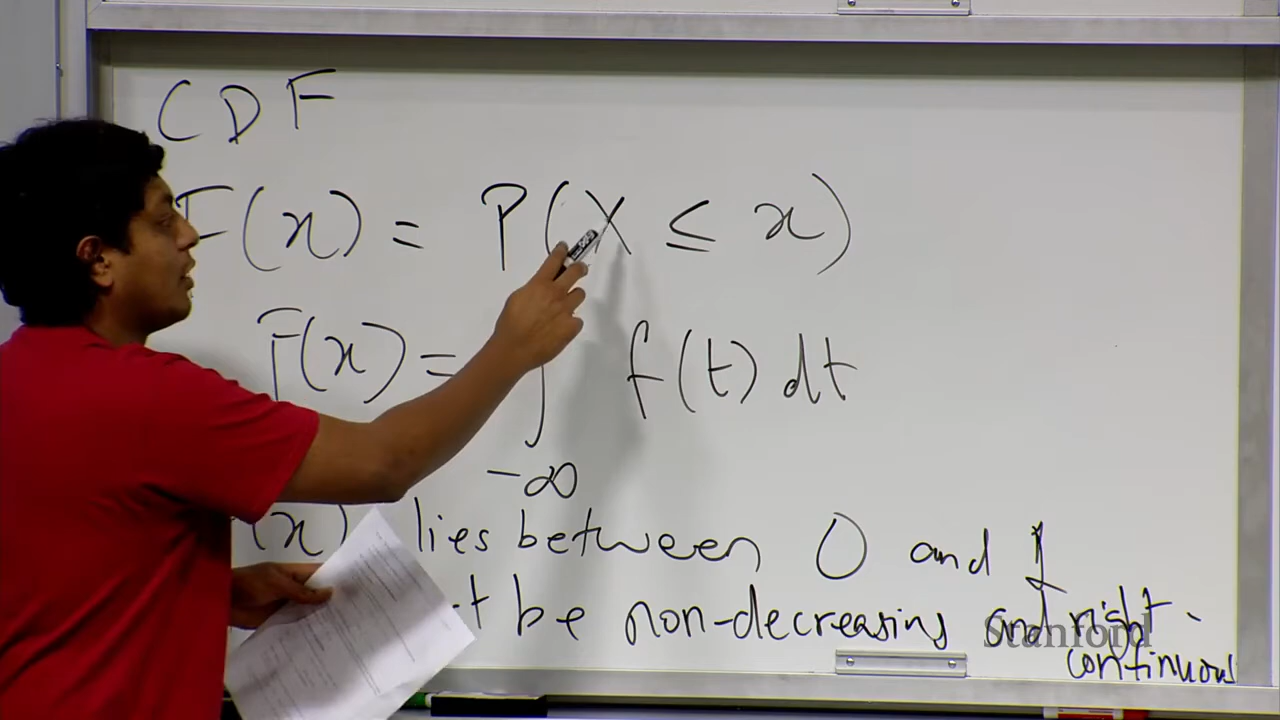 CDF
F(x) = P(X ≤ x)
F(x) = ∫ f(t) dt
-∞
(x) lies between 0 and 1
be non-decreasing and right-
continuous
Stanford